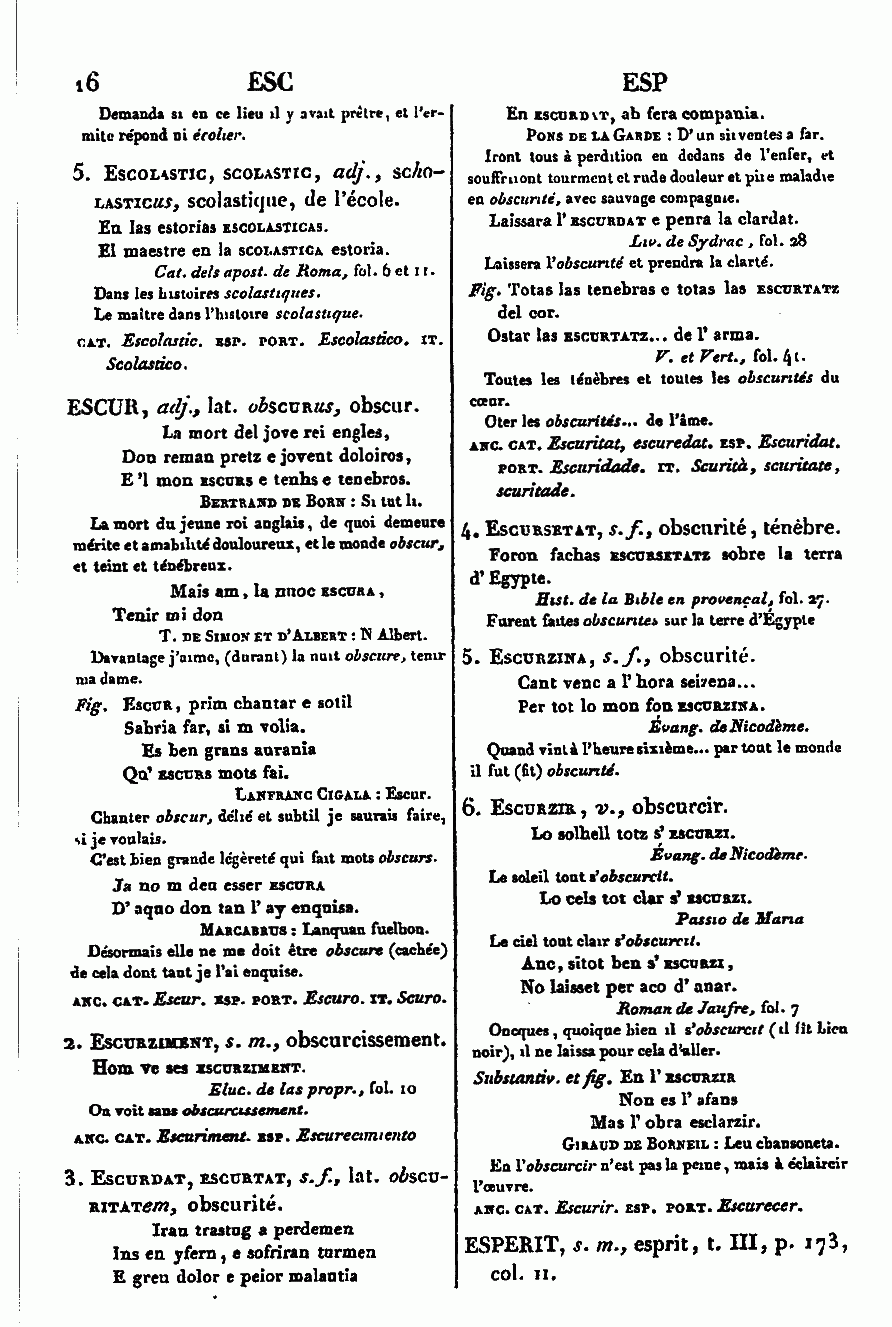 16 ESC ESP
Demanda si en ce lieu il y avait prêtre, et l'er-
mite répond ni écolier.
5. ESCOLASTIC, SCOLASTIC, adj., scho-
LASTICus, scolastique, de l'école.
En las estorias ESCOLASTICAS.
El maestre en la SCOLASTICA estoria.
Cat. dels apost. de Roma, fol. 6 et 11.
Dans les histoires scolastiques.
Le maître dans l'histoire scolastique.
CAT. Escolastic. ESP. PORT. Escolastico. IT.
Scolastico.
ESCUR, adj., lat. obscurus, obscur.
La mort del jove rei engles,
Don reman pretz e jovent doloiros,
E 'l mon ESCURS e tenhs e tenebros.
BERTRAND DE BORN : Si tut li.
La mort du jeune roi anglais, de quoi demeure
mérite et amabilité douloureux, et le monde obscur,
et teint et ténébreux.
Mais am, la nuoc ESCURA,
Tenir mi don
T. DE SIMON ET D'ALBERT : N Albert.
Davantage j'aime, (durant) la nuit obscure, tenir
ma dame.
Fig. ESCUR, prim chantar e sotil
Sabria far, si m volia.
Es ben grans aurania
Qu' ESCURS mots fai.
LANFRANC CIGALA : Escur.
Chanter obscur, délié et subtil je saurais faire,
si je voulais.
C'est bien grande légèreté qui fait mots obscurs.
Ja no m deu esser ESCURA
D' aquo don tan l' ay enquisa.
MARCABRUS : Lanquan fuelhon.
Désormais elle ne me doit être obscure (cachée)
de cela dont tant je l'ai enquise.
ANC. CAT. Escur. ESP. PORT. Escuro. IT. Scuro.
2. ESCURZIMENT, s. m., obscurcissement.
Hom ve ses ESCURZIMENT.
Eluc. de las propr., fol. 10
On voit sans obscurcissement.
ANC. CAT. Escuriment. ESP. Escurecimiento
3. ESCURDAT, ESCURTAT, s. f., lat. obscu-
RITATem, obscurité.
Iran trastug a perdemen
Ins en yfern, e sofriran turmen
E greu dolor e peior malautia
En ESCURDAT, ab fera compania.
PONS DE LA GARDE : D' un sirventes a far.
Iront tous à perdition en dedans de l'enfer, et
souffriront tourment et rude douleur et pire maladie
en obscurité, avec sauvage compagnie.
Laissara l' ESCURDAT e penra la clardat.
Liv. de Sydrac, fol. 28
Laissera l'obscurité et prendra la clarté.
Fig. Totas las tenebras e totas las ESCURTATZ
del cor.
Ostar las ESCURTATZ... de l' arma.
V. et Vert., fol. 41.
Toutes les ténèbres et toutes les obscurités du
cœur.
Oter les obscurités... de l'âme.
ANC. CAT. Escuritat, escuredat. ESP. Escuridat.
PORT. Escuridade. IT. Scurità, scuritate,
scuritade.
4. ESCURSETAT, s. f., obscurité, ténèbre.
Foron fachas ESCURSETATZ sobre la terra
d' Egypte.
Hist. de la Bible en provençal, fol. 27.
Furent faites obscurites sur la terre d'Égypte
5. ESCURZINA, s. f., obscurité.
Cant venc a l' hora seizena...
Per tot lo mon fon ESCURZINA.
Évang. de Nicodème.
Quand vint à l'heure sixième... par tout le monde
il fut (fit) obscurité.
6. ESCURZIR, v., obscurcir.
Lo solhell totz s' ESCURZI.
Évang. de Nicodème.
Le soleil tout s'obscurcit.
Lo cels tot clar s' ESCURZI.
Passio de Maria
Le ciel tout clair s'obscurcit.
Anc, sitot ben s' ESCURZI,
No laisset per aco d' anar.
Roman de Jaufre, fol. 7
Oncques, quoique bien il s'obscurcit (il fit bien
noir), il ne laissa pour cela d'aller.
Substantiv. et fig. En l' ESCURZIR
Non es l' afans
Mas l' obra esclarzir.
GIRAUD DE BORNEIL : Leu chansoneta.
En l'obscurcir n'est pas la peine, mais à éclaircir
l'œuvre.
ANC. CAT. Escurir. ESP. PORT. Escurecer.
ESPERIT, s. m., esprit, t. III, p. 173,
col. II.